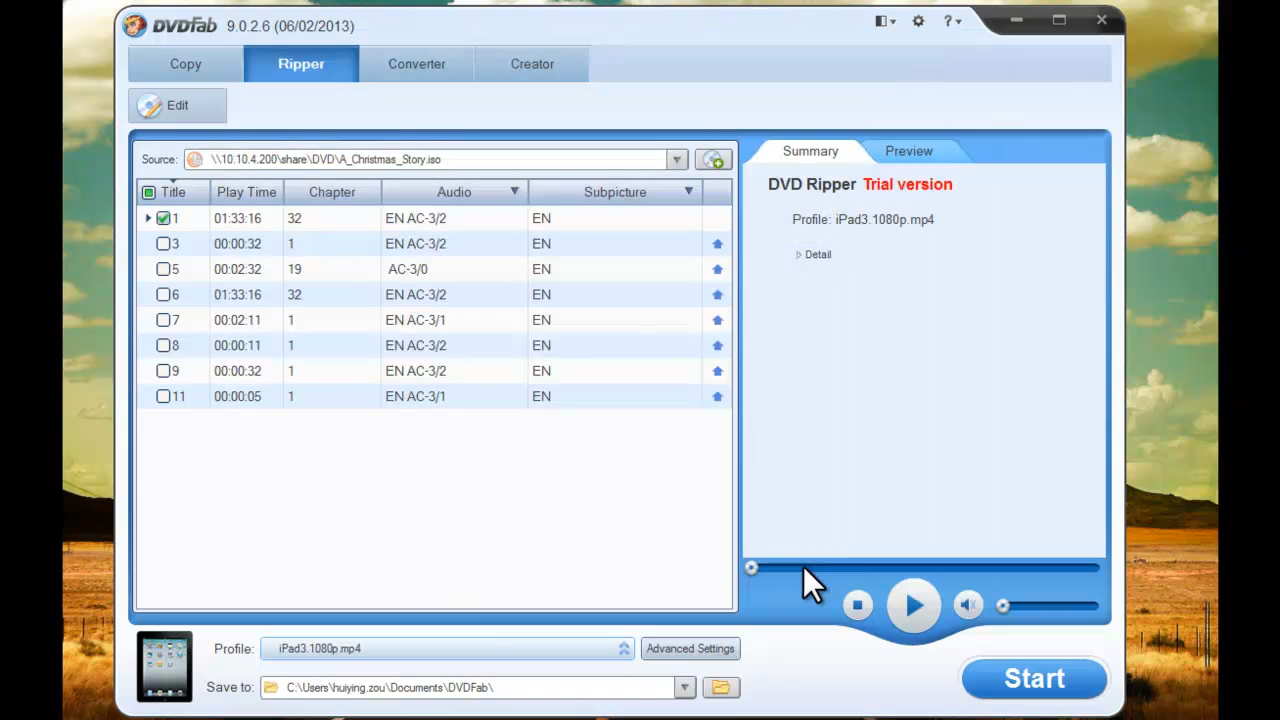 DVDFab 9.0.2.6 (06/02/2013) ?
Copy Ripper Converter Creator
Edit
Source: \\10.10.4.200\share\DVD\A_Christmas_Story.iso
Title Play Time Chapter Audio Subpicture
1 01:33:16 32 EN AC-3/2 EN
3 00:00:32 1 EN AC-3/2 EN
5 00:02:32 19 AC-3/0 EN
6 01:33:16 32 EN AC-3/2 EN
7 00:02:11 1 EN AC-3/1 EN
8 00:00:11 1 EN AC-3/2 EN
9 00:00:32 1 EN AC-3/2 EN
11 00:00:05 1 EN AC-3/1 EN
Summary Preview
DVD Ripper Trial version
Profile: iPad3.1080p.mp4
Detail
Profile: iPad3.1080p.mp4 Advanced Settings
Save to: C:\Users\huiying.zou\Documents\DVDFab\
Start